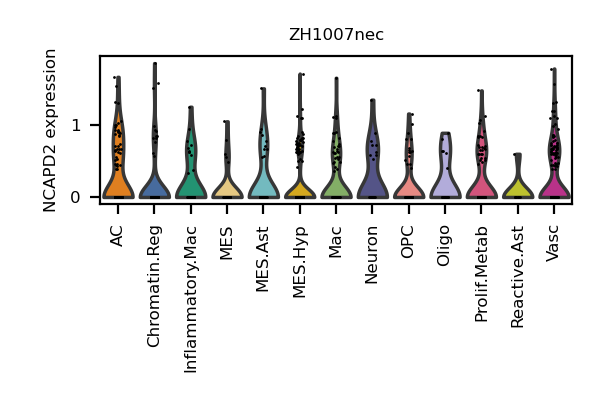 ZH1007nec
NCAPD2 expression
1
0
AC
Chromatin.Reg
Inflammatory.Mac
MES
MES.Ast
MES.Hyp
Mac
Neuron
OPC
Oligo
Prolif.Metab
Reactive.Ast
Vasc